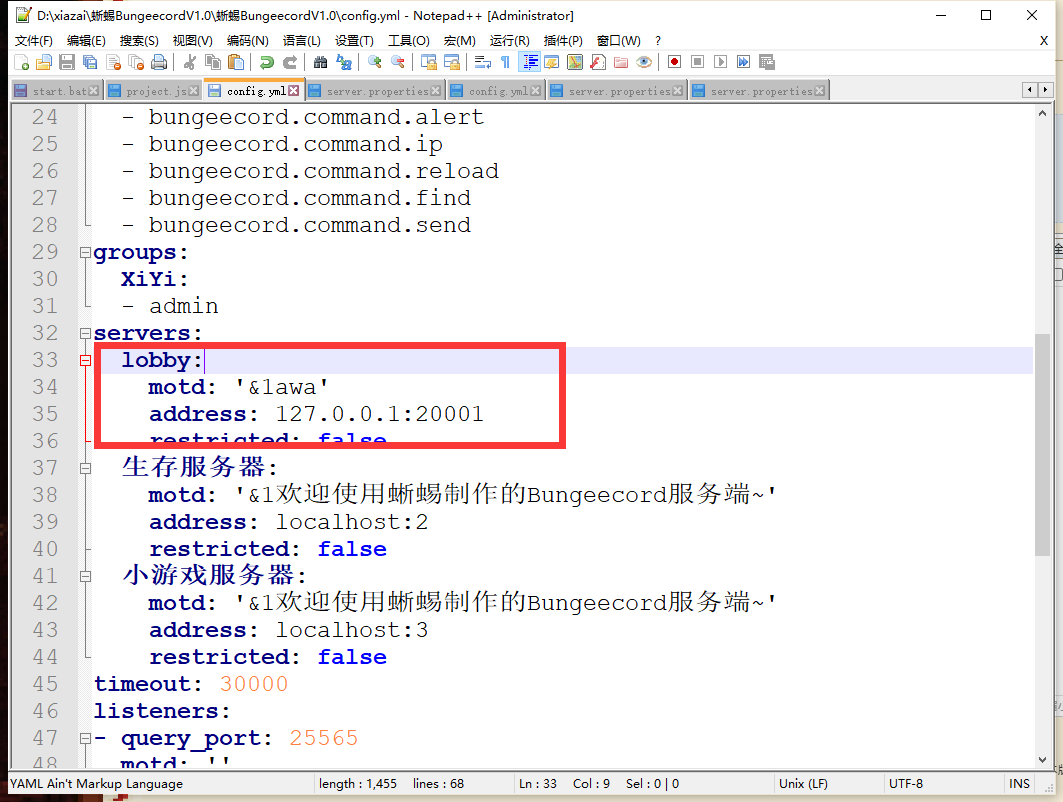 D:\xiazai\蜥蜴BungeecordV1.0\蜥蜴BungeecordV1.0\config.yml - Notepad++ [Administrator]
文件(F) 编辑(E) 搜索(S) 视图(V) 编码(N) 语言(L) 设置(T) 工具(O) 宏(M) 运行(R) 插件(P) 窗口(W) ? X
start.bat project.js config.yml server.properties config.yml server.properties server.properties
24 - bungeecord.command.alert
25 - bungeecord.command.ip
26 - bungeecord.command.reload
27 - bungeecord.command.find
28 - bungeecord.command.send
29 groups:
30 XiYi:
31 - admin
32 servers:
33 lobby:
34 motd: '&1awa'
35 address: 127.0.0.1:20001
36 restricted: false
37 生存服务器:
38 motd: '&1欢迎使用蜥蜴制作的Bungeecord服务端~'
39 address: localhost:2
40 restricted: false
41 小游戏服务器:
42 motd: '&1欢迎使用蜥蜴制作的Bungeecord服务端~'
43 address: localhost:3
44 restricted: false
45 timeout: 30000
46 listeners:
47 - query_port: 25565
48 motd: ''
YAML Ain't Markup Language length : 1,455 lines : 68 Ln : 33 Col : 9 Sel : 0 | 0 Unix (LF) UTF-8 INS